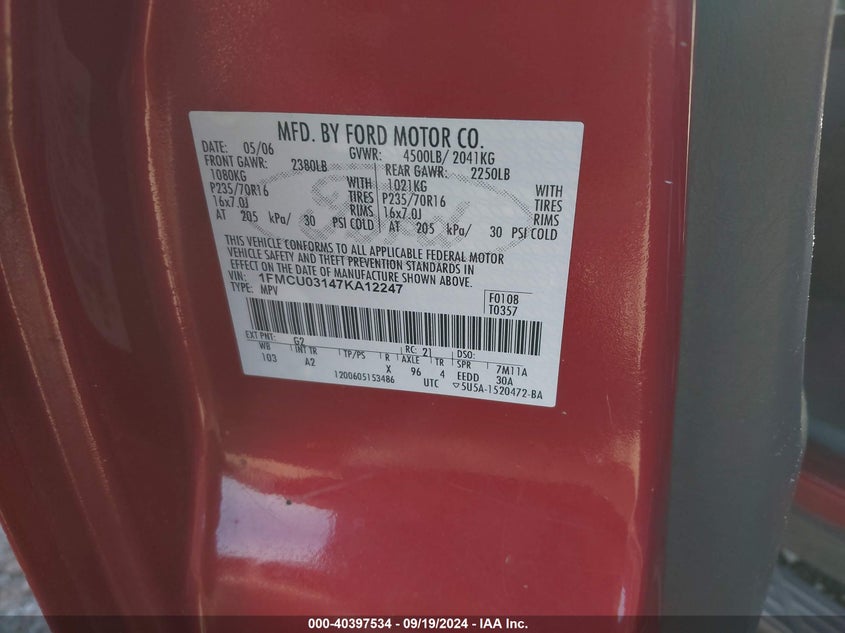 MFD. BY FORD MOTOR CO.
DATE: 05/06 GVWR: 4500LB/ 2041KG
FRONT GAWR: 2380LB REAR GAWR: 2250LB
1080KG WITH 1021KG WITH
P235/70R16 TIRES P235/70R16 TIRES
16x7.0J RIMS 16x7.0J RIMS
AT 205 kPa/ 30 PSI COLD AT 205 kPa/ 30 PSI COLD
THIS VEHICLE CONFORMS TO ALL APPLICABLE FEDERAL MOTOR
VEHICLE SAFETY AND THEFT PREVENTION STANDARDS IN
EFFECT ON THE DATE OF MANUFACTURE SHOWN ABOVE.
VIN: 1FMCU03147KA12247 F0108
TYPE: MPV T0357
EXT PNT: G2 RC: 21 DSO:
WB INT TR TP/PS R AXLE TR SPR 7M11A
103 A2 X 96 4 EEDD 30A
1200605153486 UTC ▽5U5A-1520472-BA
000-40397534 - 09/19/2024 - IAA Inc.